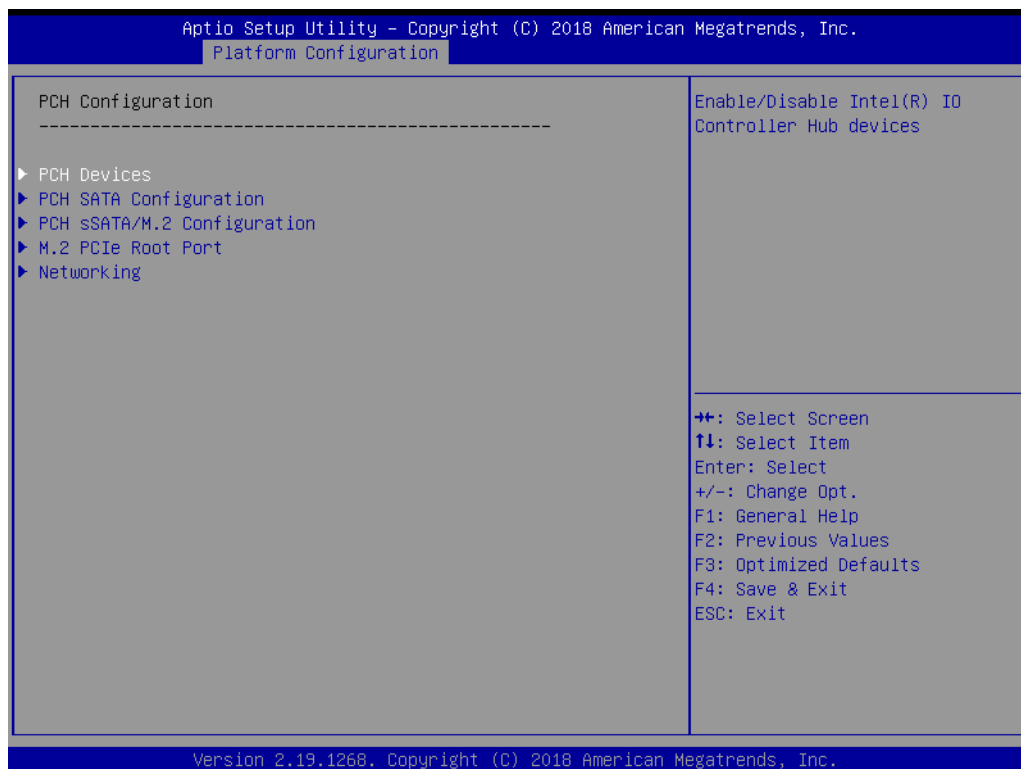 Aptio Setup Utility – Copyright (C) 2018 American Megatrends, Inc.
Platform Configuration
PCH Configuration
--------------------------------------------------
PCH Devices
PCH SATA Configuration
PCH sSATA/M.2 Configuration
M.2 PCIe Root Port
Networking
Enable/Disable Intel(R) IO
Controller Hub devices
→←: Select Screen
↑↓: Select Item
Enter: Select
+/-: Change Opt.
F1: General Help
F2: Previous Values
F3: Optimized Defaults
F4: Save & Exit
ESC: Exit
Version 2.19.1268. Copyright (C) 2018 American Megatrends, Inc.